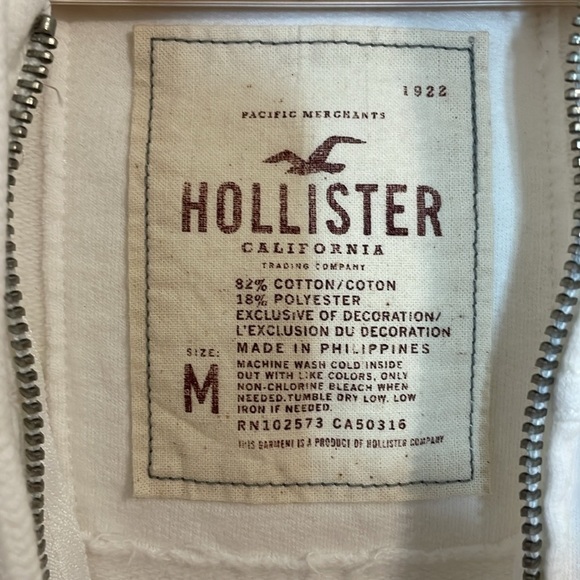 1922
PACIFIC MERCHANTS
HOLLISTER
CALIFORNIA
TRADING COMPANY
82% COTTON/COTON
18% POLYESTER
EXCLUSIVE OF DECORATION/
L'EXCLUSION DU DECORATION
MADE IN PHILIPPINES
SIZE:
M
MACHINE WASH COLD INSIDE
OUT WITH LIKE COLORS, ONLY
NON-CHLORINE BLEACH WHEN
NEEDED.TUMBLE DRY LOW. LOW
IRON IF NEEDED.
RN102573 CA50316
THIS GARMENT IS A PRODUCT OF HOLLISTER COMPANY